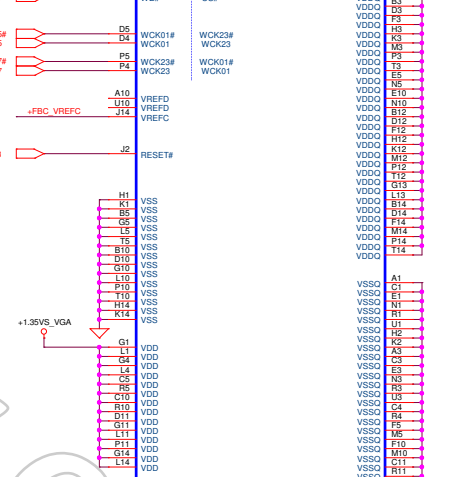 D5 WCK01# WCK23#
D4 WCK01 WCK23
P5 WCK23# WCK01#
P4 WCK23 WCK01
A10 VREFD
U10 VREFD
+FBC_VREFC J14 VREFC
J2 RESET#
H1 VSS
K1 VSS
B5 VSS
G5 VSS
L5 VSS
T5 VSS
B10 VSS
D10 VSS
G10 VSS
L10 VSS
P10 VSS
T10 VSS
H14 VSS
K14 VSS
+1.35VS_VGA
G1 VDD
L1 VDD
G4 VDD
L4 VDD
C5 VDD
R5 VDD
C10 VDD
R10 VDD
D11 VDD
G11 VDD
L11 VDD
P11 VDD
G14 VDD
L14 VDD
VDDQ B3
VDDQ D3
VDDQ F3
VDDQ H3
VDDQ K3
VDDQ M3
VDDQ P3
VDDQ T3
VDDQ E5
VDDQ N5
VDDQ E10
VDDQ N10
VDDQ B12
VDDQ D12
VDDQ F12
VDDQ H12
VDDQ K12
VDDQ M12
VDDQ P12
VDDQ T12
VDDQ G13
VDDQ L13
VDDQ B14
VDDQ D14
VDDQ F14
VDDQ M14
VDDQ P14
VDDQ T14
VSSQ A1
VSSQ C1
VSSQ E1
VSSQ N1
VSSQ R1
VSSQ U1
VSSQ H2
VSSQ K2
VSSQ A3
VSSQ C3
VSSQ E3
VSSQ N3
VSSQ R3
VSSQ U3
VSSQ C4
VSSQ R4
VSSQ F5
VSSQ M5
VSSQ F10
VSSQ M10
VSSQ C11
VSSQ R11